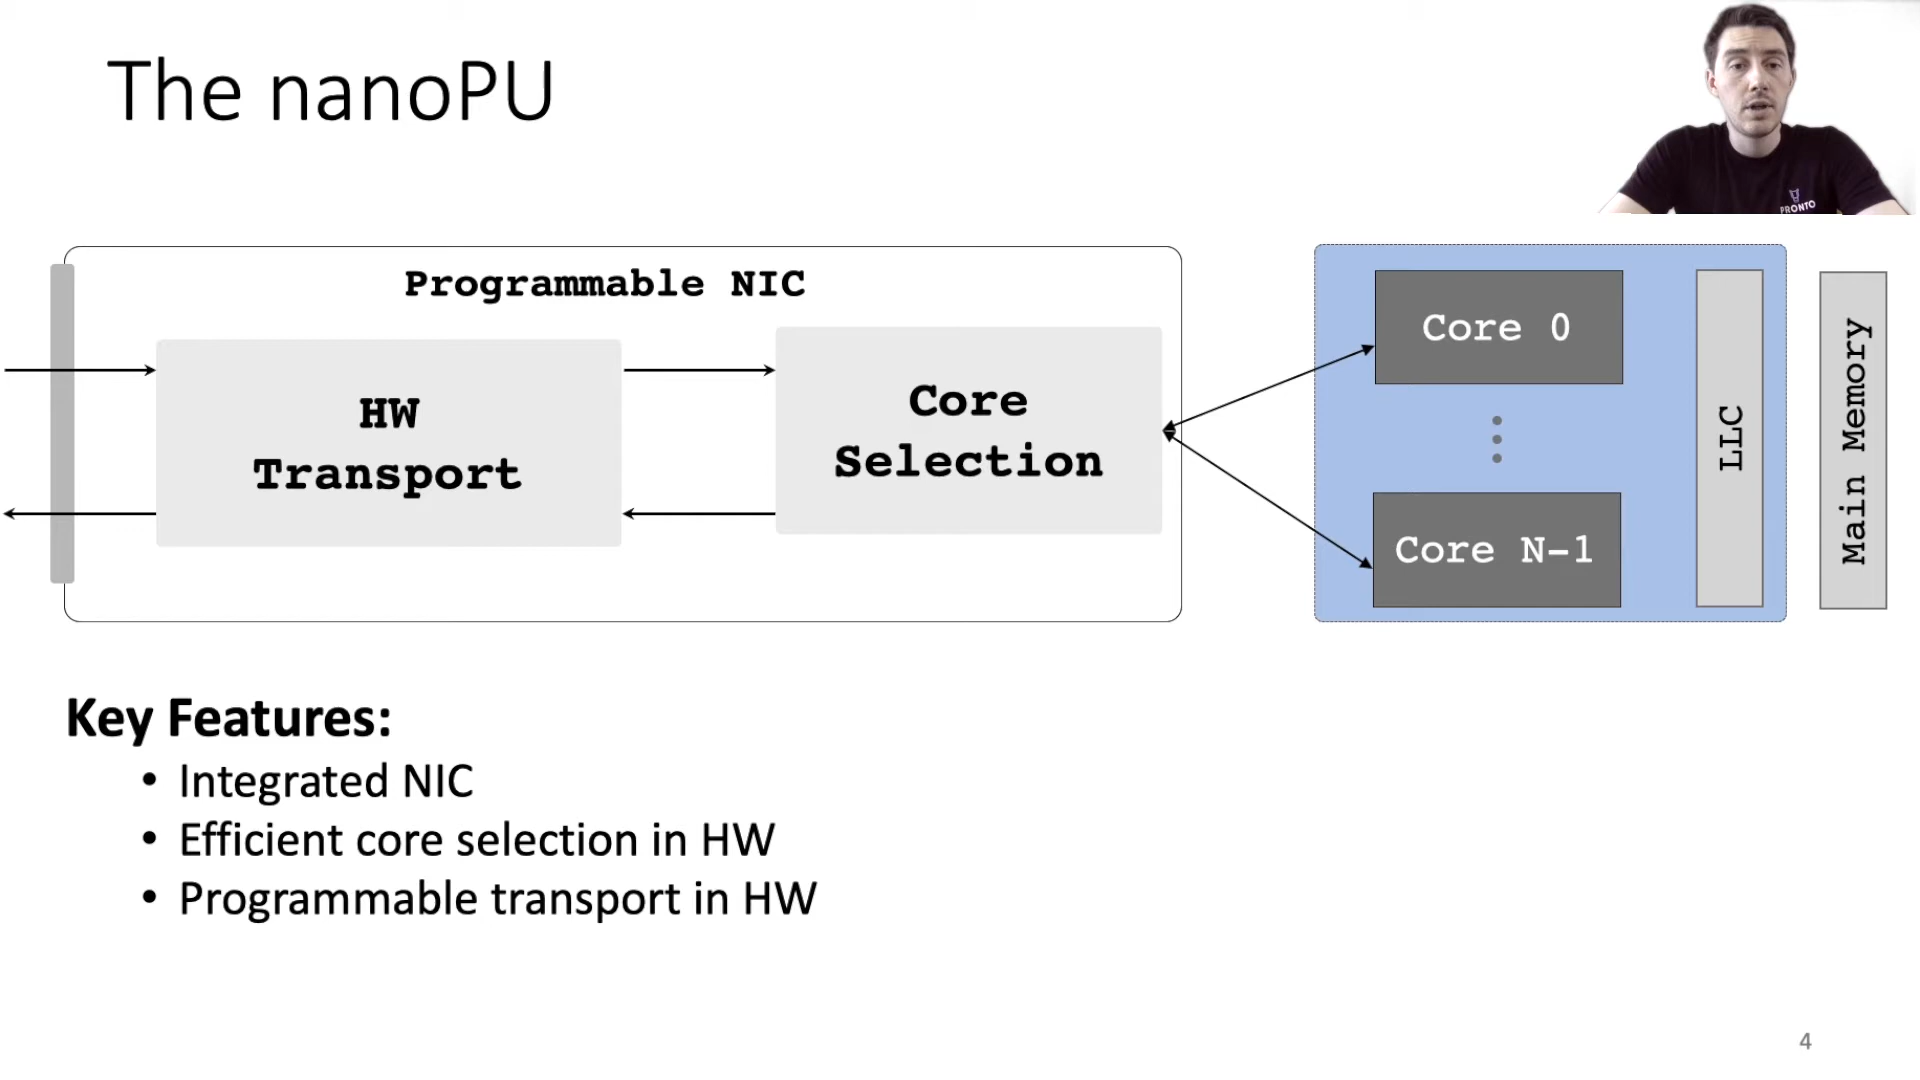 The nanoPU
PRONTO
Programmable NIC
HW
Transport
Core
Selection
Core 0
Core N-1
LLC
Main Memory
Key Features:
• Integrated NIC
• Efficient core selection in HW
• Programmable transport in HW
4